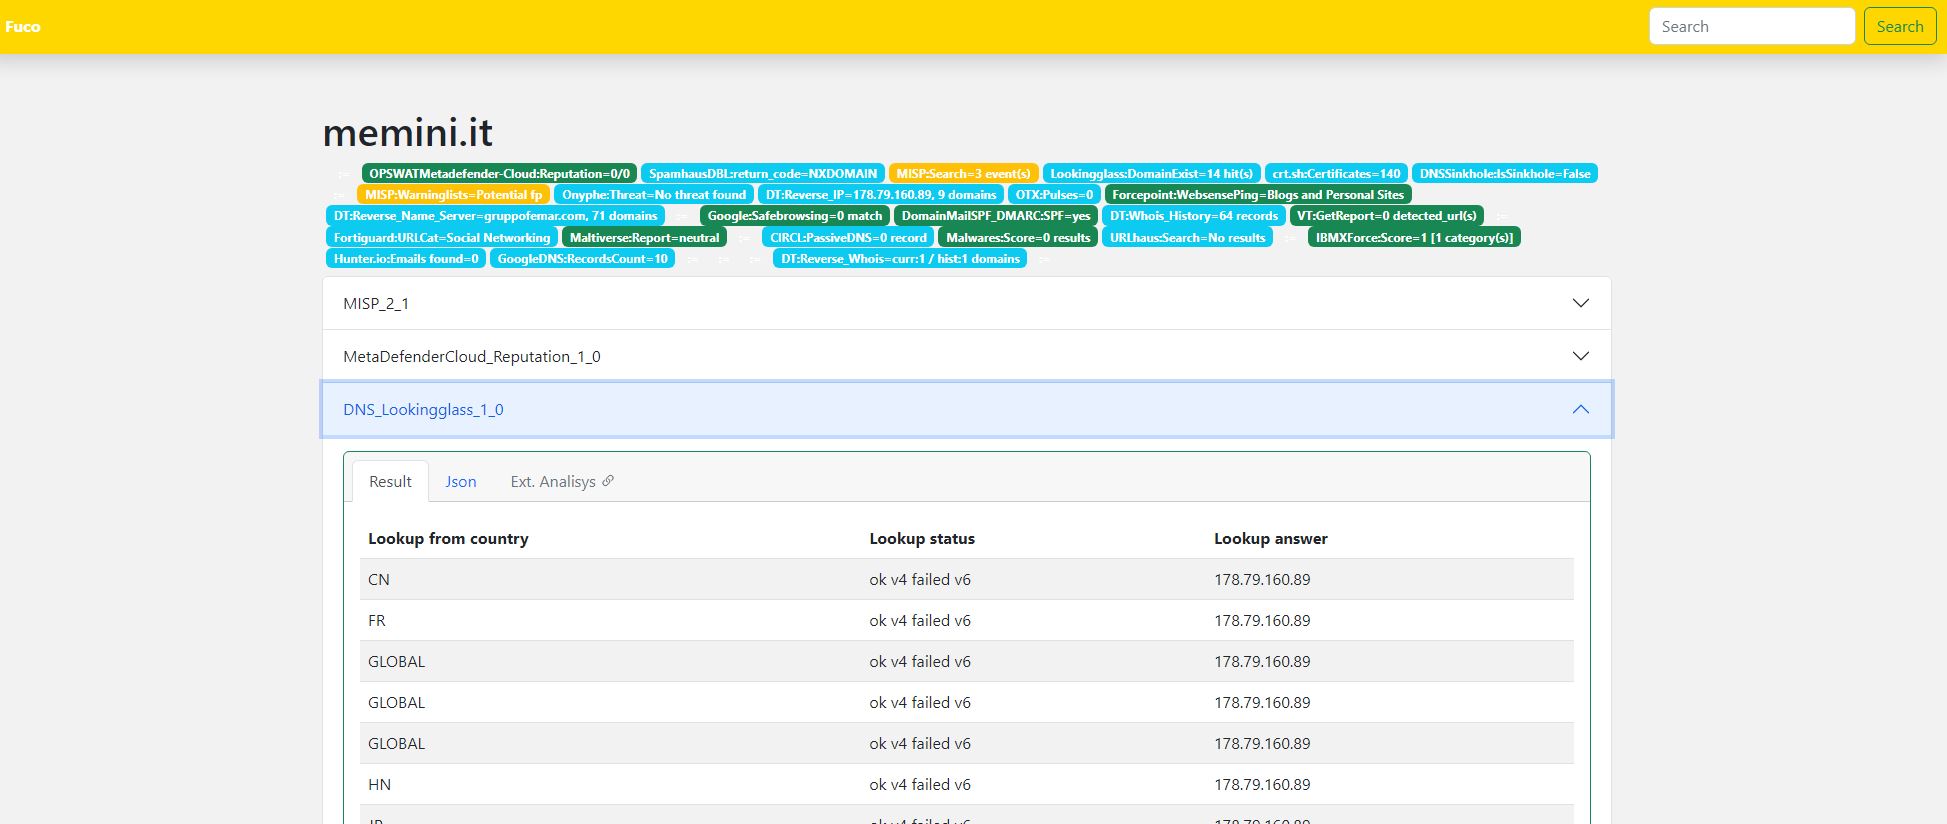 Fuco Search Search
memini.it
:= OPSWATMetadefender-Cloud:Reputation=0/0 SpamhausDBL:return_code=NXDOMAIN MISP:Search=3 event(s) Lookingglass:DomainExist=14 hit(s) crt.sh:Certificates=140 DNSSinkhole:IsSinkhole=False
:= MISP:Warninglists=Potential fp Onyphe:Threat=No threat found DT:Reverse_IP=178.79.160.89, 9 domains OTX:Pulses=0 Forcepoint:WebsensePing=Blogs and Personal Sites
DT:Reverse_Name_Server=gruppofemar.com, 71 domains := Google:Safebrowsing=0 match DomainMailSPF_DMARC:SPF=yes DT:Whois_History=64 records VT:GetReport=0 detected_url(s) :=
Fortiguard:URLCat=Social Networking Maltiverse:Report=neutral := CIRCL:PassiveDNS=0 record Malwares:Score=0 results URLhaus:Search=No results := IBMXForce:Score=1 [1 category(s)]
Hunter.io:Emails found=0 GoogleDNS:RecordsCount=10 := := := DT:Reverse_Whois=curr:1 / hist:1 domains :=
MISP_2_1
MetaDefenderCloud_Reputation_1_0
DNS_Lookingglass_1_0
Result Json Ext. Analisys
Lookup from country Lookup status Lookup answer
CN ok v4 failed v6 178.79.160.89
FR ok v4 failed v6 178.79.160.89
GLOBAL ok v4 failed v6 178.79.160.89
GLOBAL ok v4 failed v6 178.79.160.89
GLOBAL ok v4 failed v6 178.79.160.89
HN ok v4 failed v6 178.79.160.89